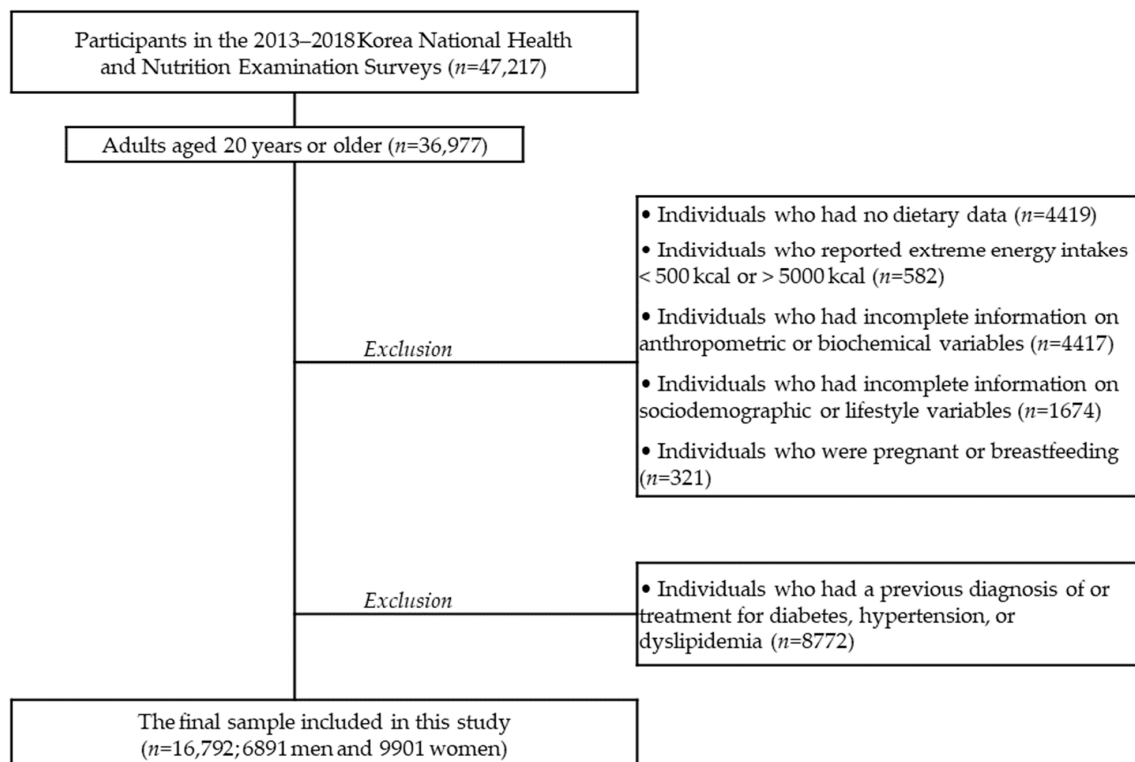 Participants in the 2013–2018 Korea National Health
and Nutrition Examination Surveys (n=47,217)
Adults aged 20 years or older (n=36,977)
• Individuals who had no dietary data (n=4419)
• Individuals who reported extreme energy intakes
< 500 kcal or > 5000 kcal (n=582)
• Individuals who had incomplete information on
anthropometric or biochemical variables (n=4417)
• Individuals who had incomplete information on
sociodemographic or lifestyle variables (n=1674)
• Individuals who were pregnant or breastfeeding
(n=321)
Exclusion
• Individuals who had a previous diagnosis of or
treatment for diabetes, hypertension, or
dyslipidemia (n=8772)
Exclusion
The final sample included in this study
(n=16,792; 6891 men and 9901 women)